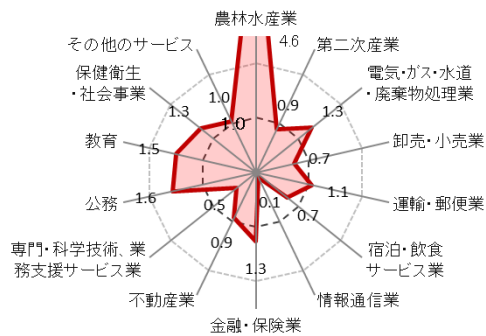 農林水産業
4.6
その他のサービス
第二次産業
保健衛生
・社会事業
電気・ガス・水道
・廃棄物処理業
1.0
0.9
1.3
1.3
1.0
教育
1.5
0.7
卸売・小売業
公務
1.6
1.1
運輸・郵便業
0.5
0.1
0.7
専門・科学技術、業
務支援サービス業
0.9
宿泊・飲食
サービス業
1.3
不動産業
情報通信業
金融・保険業